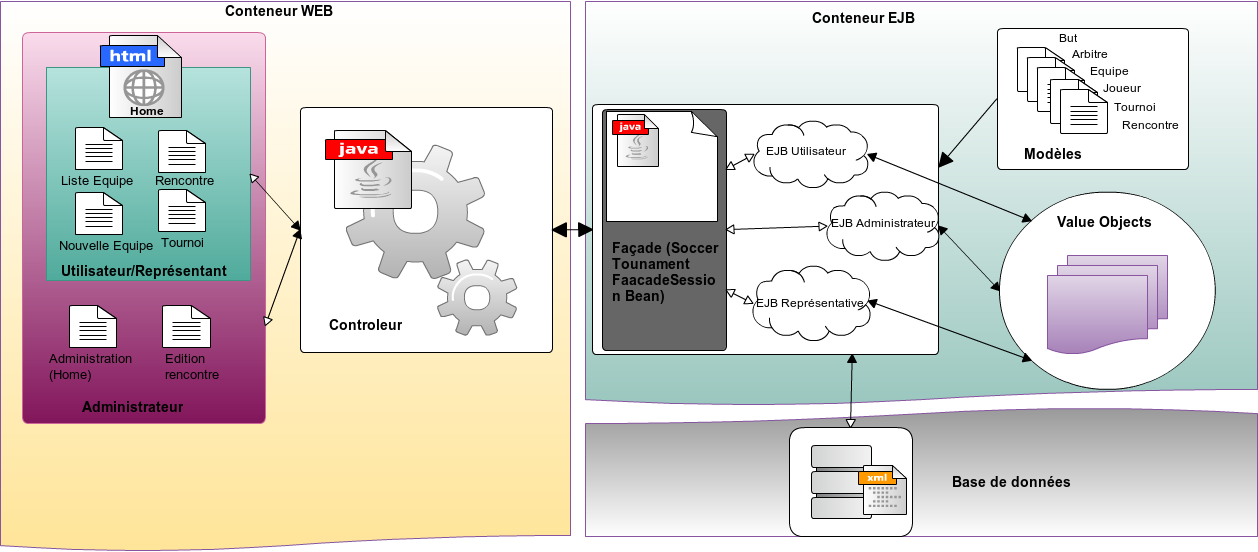 Conteneur WEB
html
Home
Liste Equipe
Rencontre
Nouvelle Equipe
Tournoi
Utilisateur/Représentant
Administration
(Home)
Edition
rencontre
Administrateur
java
Controleur
Conteneur EJB
java
Façade (Soccer
Tounament
FaacadeSessio
n Bean)
EJB Utilisateur
EJB Administrateur
EJB Représentative
But
Arbitre
Equipe
Joueur
Tournoi
Rencontre
Modèles
Value Objects
xml
Base de données